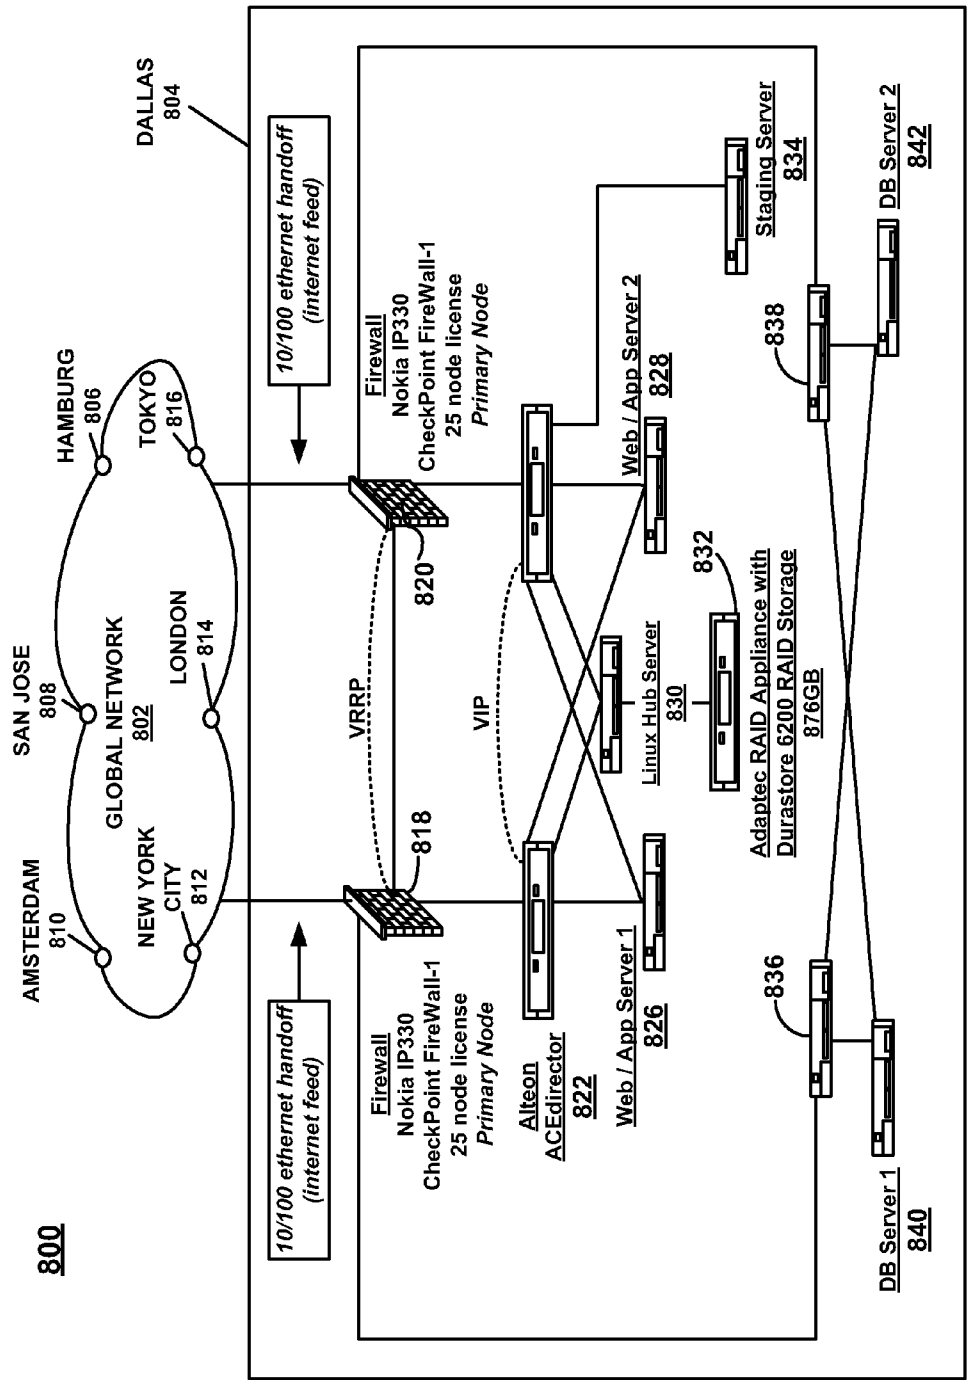 800
AMSTERDAM
810
SAN JOSE
808
HAMBURG
806
GLOBAL NETWORK
802
NEW YORK
CITY
812
LONDON
814
TOKYO
816
DALLAS
804
10/100 ethernet handoff
(internet feed)
10/100 ethernet handoff
(internet feed)
Firewall
Nokia IP330
CheckPoint FireWall-1
25 node license
Primary Node
818
VRRP
820
Firewall
Nokia IP330
CheckPoint FireWall-1
25 node license
Primary Node
Alteon
ACEdirector
822
VIP
Web / App Server 1
826
Web / App Server 2
828
Linux Hub Server
830
832
Staging Server
834
Adaptec RAID Appliance with
Durastore 6200 RAID Storage
876GB
836
838
DB Server 1
840
DB Server 2
842